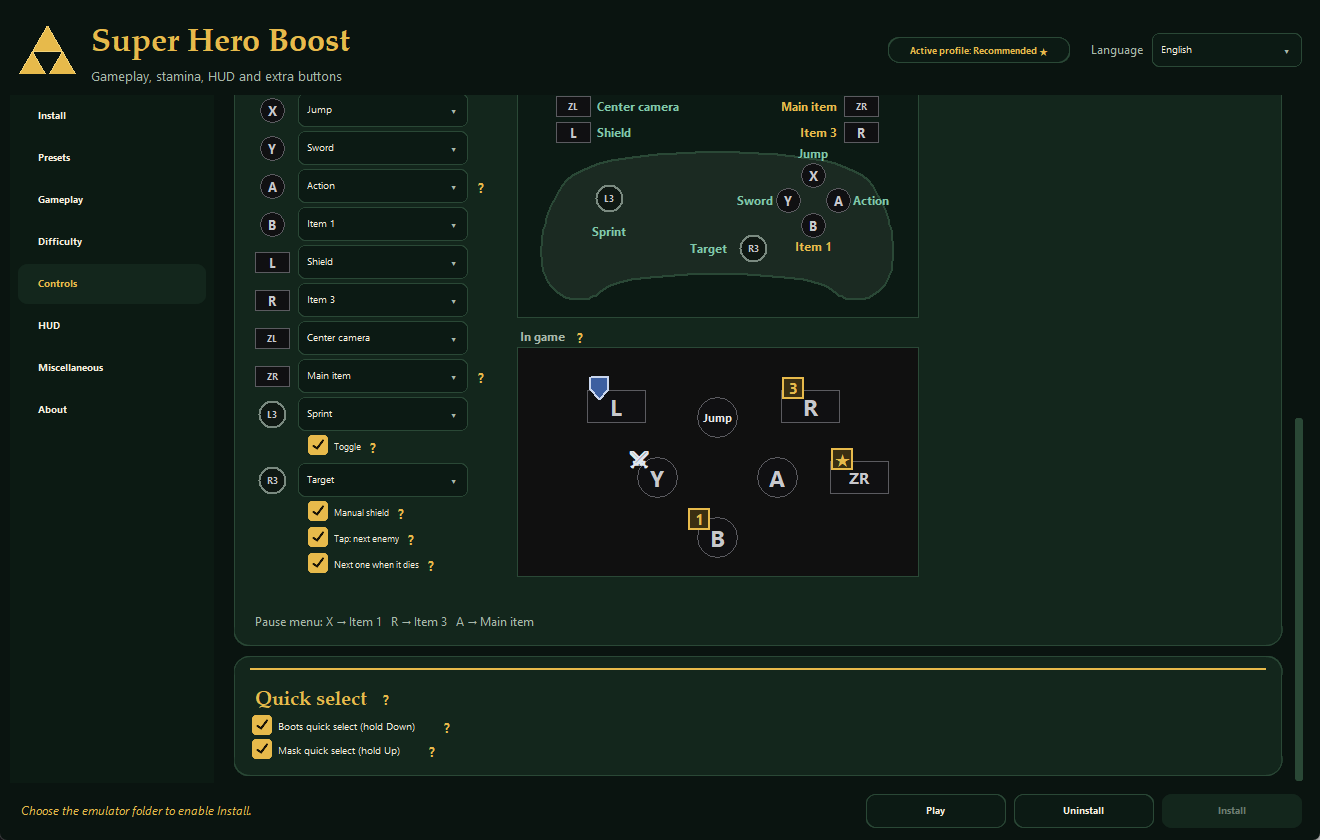 Super Hero Boost
Gameplay, stamina, HUD and extra buttons
Active profile: Recommended ★
Language
English
Install
Presets
Gameplay
Difficulty
Controls
HUD
Miscellaneous
About
X Jump
Y Sword
A Action ?
B Item 1
L Shield
R Item 3
ZL Center camera
ZR Main item ?
L3 Sprint
Toggle ?
R3 Target
Manual shield ?
Tap: next enemy ?
Next one when it dies ?
ZL Center camera
Main item ZR
L Shield
Item 3 R
Jump
X
L3
Sword Y
A Action
B
Sprint
Target R3
Item 1
In game ?
L
Jump
3
R
Y
A
★
ZR
1
B
Pause menu: X → Item 1 R → Item 3 A → Main item
Quick select ?
Boots quick select (hold Down) ?
Mask quick select (hold Up) ?
Choose the emulator folder to enable Install.
Play
Uninstall
Install